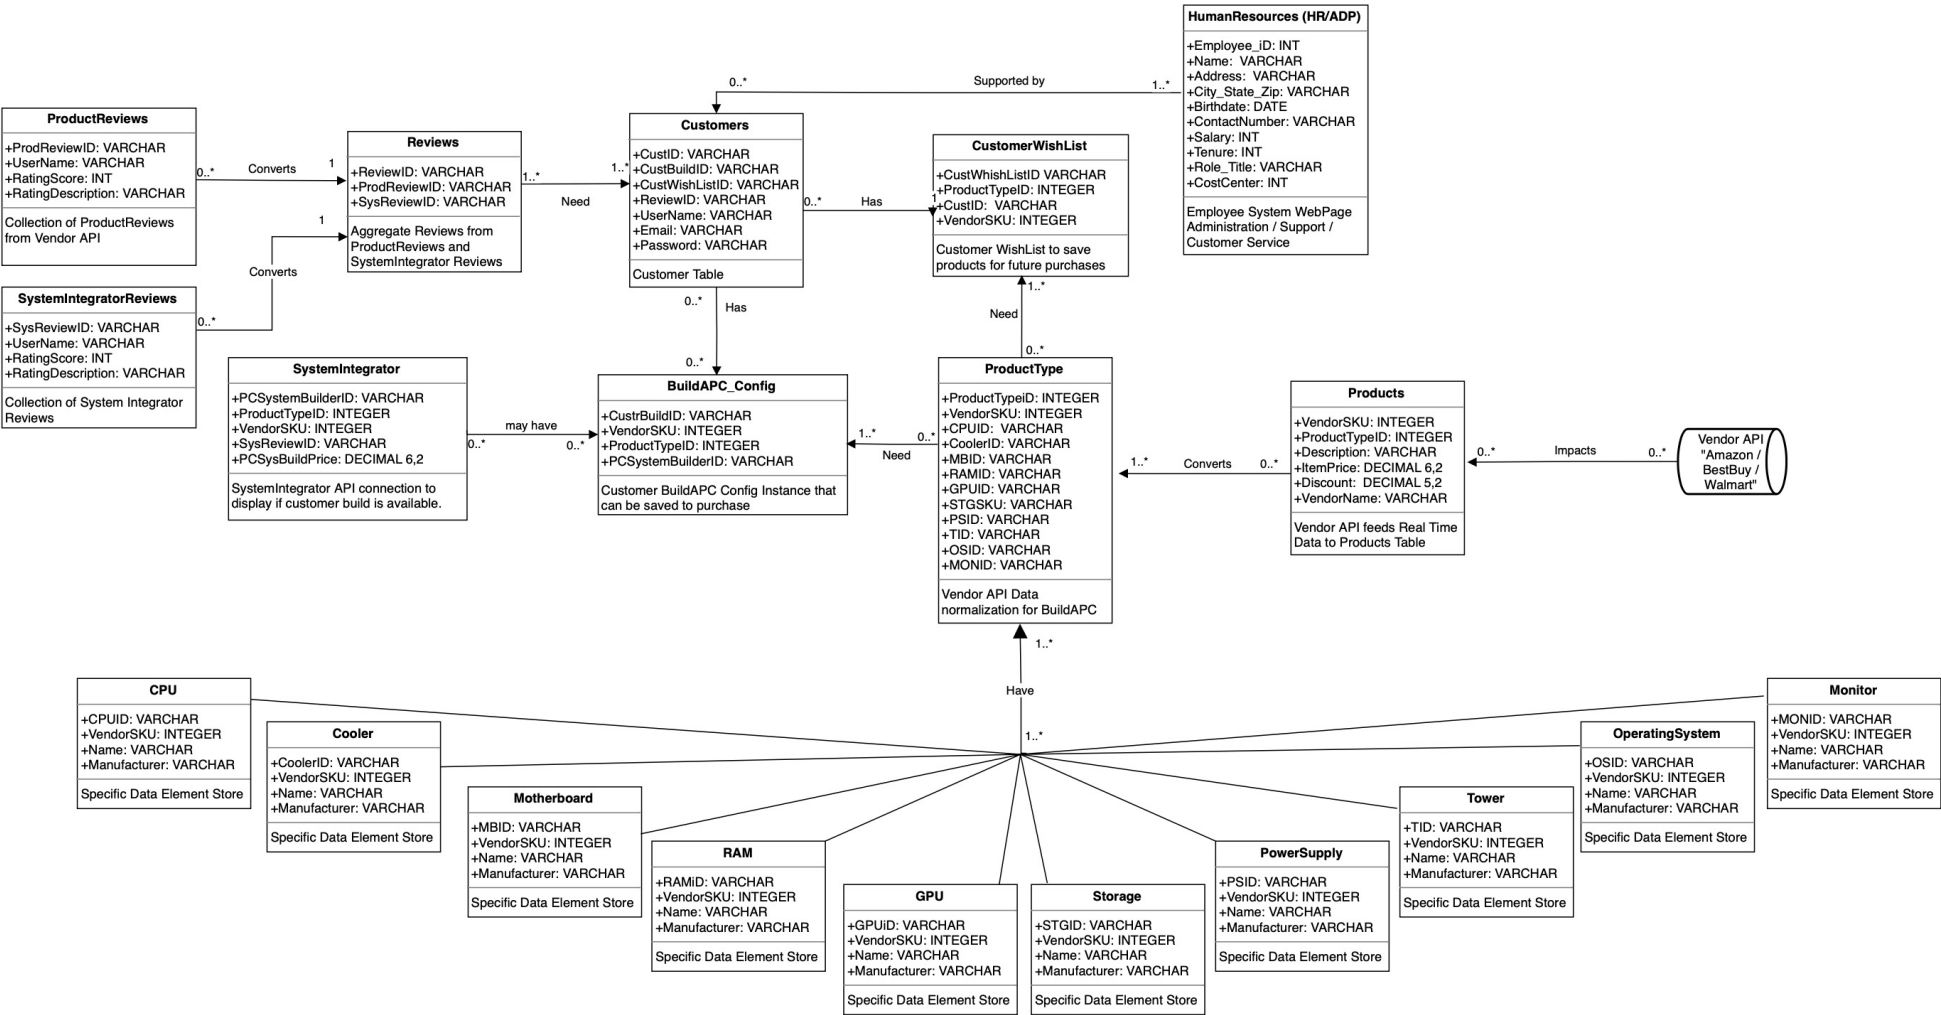 HumanResources (HR/ADP)
+Employee_iD: INT
+Name:  VARCHAR
+Address:  VARCHAR
+City_State_Zip: VARCHAR
+Birthdate: DATE
+ContactNumber: VARCHAR
+Salary: INT
+Tenure: INT
+Role_Title: VARCHAR
+CostCenter: INT
Employee System WebPage
Administration / Support /
Customer Service
0..*
Supported by
1..*
ProductReviews
+ProdReviewID: VARCHAR
+UserName: VARCHAR
+RatingScore: INT
+RatingDescription: VARCHAR
Collection of ProductReviews
from Vendor API
0..*
Converts
1
Reviews
+ReviewID: VARCHAR
+ProdReviewID: VARCHAR
+SysReviewID: VARCHAR
Aggregate Reviews from
ProductReviews and
SystemIntegrator Reviews
1..*
Need
1..*
Customers
+CustID: VARCHAR
+CustBuildID: VARCHAR
+CustWishListID: VARCHAR
+ReviewID: VARCHAR
+UserName: VARCHAR
+Email: VARCHAR
+Password: VARCHAR
Customer Table
0..*
Has
1
CustomerWishList
+CustWhishListID VARCHAR
+ProductTypeID: INTEGER
+CustID:  VARCHAR
+VendorSKU: INTEGER
Customer WishList to save
products for future purchases
1
Converts
0..*
SystemIntegratorReviews
+SysReviewID: VARCHAR
+UserName: VARCHAR
+RatingScore: INT
+RatingDescription: VARCHAR
Collection of System Integrator
Reviews
0..*
Has
0..*
1..*
Need
0..*
SystemIntegrator
+PCSystemBuilderID: VARCHAR
+ProductTypeID: INTEGER
+VendorSKU: INTEGER
+SysReviewID: VARCHAR
+PCSysBuildPrice: DECIMAL 6,2
SystemIntegrator API connection to
display if customer build is available.
0..*
may have
0..*
BuildAPC_Config
+CustrBuildID: VARCHAR
+VendorSKU: INTEGER
+ProductTypeID: INTEGER
+PCSystemBuilderID: VARCHAR
Customer BuildAPC Config Instance that
can be saved to purchase
1..*
Need
0..*
ProductType
+ProductTypeiD: INTEGER
+VendorSKU: INTEGER
+CPUID:  VARCHAR
+CoolerID: VARCHAR
+MBID: VARCHAR
+RAMID: VARCHAR
+GPUID: VARCHAR
+STGSKU: VARCHAR
+PSID: VARCHAR
+TID: VARCHAR
+OSID: VARCHAR
+MONID: VARCHAR
Vendor API Data
normalization for BuildAPC
1..*
Converts
0..*
Products
+VendorSKU: INTEGER
+ProductTypeID: INTEGER
+Description: VARCHAR
+ItemPrice: DECIMAL 6,2
+Discount:  DECIMAL 5,2
+VendorName: VARCHAR
Vendor API feeds Real Time
Data to Products Table
0..*
Impacts
0..*
Vendor API
"Amazon /
BestBuy /
Walmart"
1..*
Have
1..*
CPU
+CPUID: VARCHAR
+VendorSKU: INTEGER
+Name: VARCHAR
+Manufacturer: VARCHAR
Specific Data Element Store
Cooler
+CoolerID: VARCHAR
+VendorSKU: INTEGER
+Name: VARCHAR
+Manufacturer: VARCHAR
Specific Data Element Store
Motherboard
+MBID: VARCHAR
+VendorSKU: INTEGER
+Name: VARCHAR
+Manufacturer: VARCHAR
Specific Data Element Store
RAM
+RAMiD: VARCHAR
+VendorSKU: INTEGER
+Name: VARCHAR
+Manufacturer: VARCHAR
Specific Data Element Store
GPU
+GPUiD: VARCHAR
+VendorSKU: INTEGER
+Name: VARCHAR
+Manufacturer: VARCHAR
Specific Data Element Store
Storage
+STGID: VARCHAR
+VendorSKU: INTEGER
+Name: VARCHAR
+Manufacturer: VARCHAR
Specific Data Element Store
PowerSupply
+PSID: VARCHAR
+VendorSKU: INTEGER
+Name: VARCHAR
+Manufacturer: VARCHAR
Specific Data Element Store
Tower
+TID: VARCHAR
+VendorSKU: INTEGER
+Name: VARCHAR
+Manufacturer: VARCHAR
Specific Data Element Store
OperatingSystem
+OSID: VARCHAR
+VendorSKU: INTEGER
+Name: VARCHAR
+Manufacturer: VARCHAR
Specific Data Element Store
Monitor
+MONID: VARCHAR
+VendorSKU: INTEGER
+Name: VARCHAR
+Manufacturer: VARCHAR
Specific Data Element Store